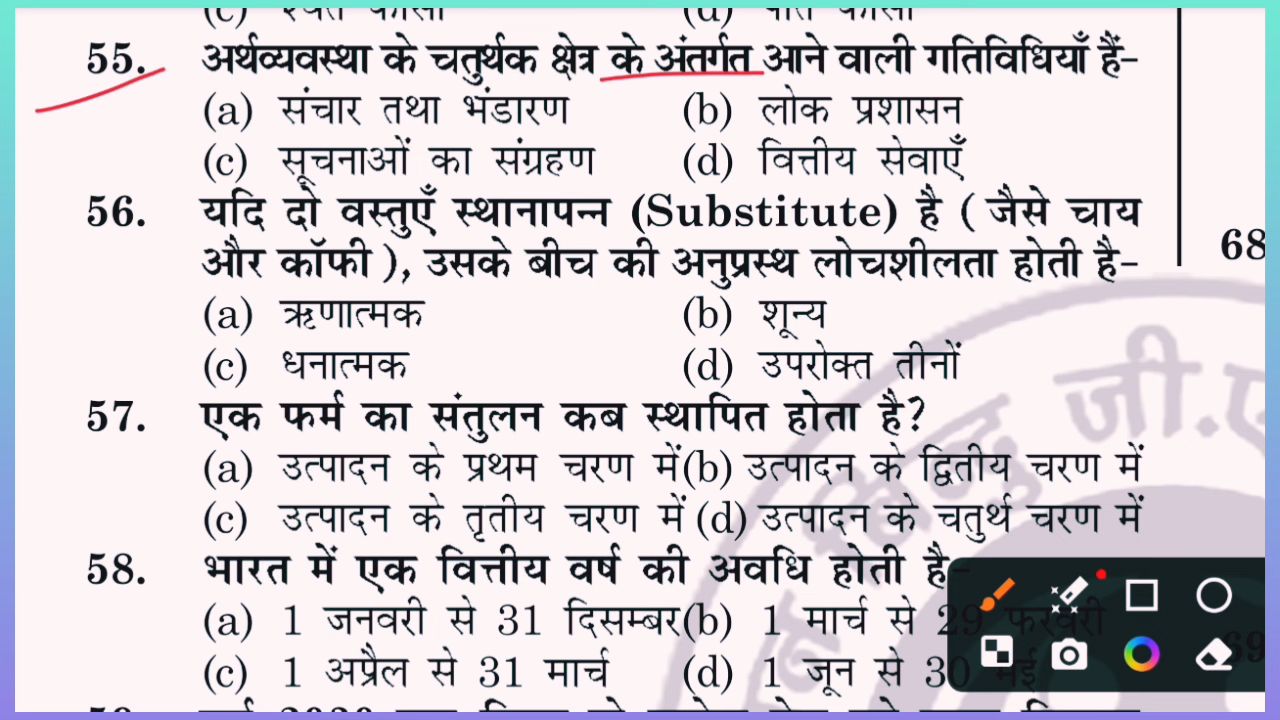 55. अर्थव्यवस्था के चतुर्थक क्षेत्र के अंतर्गत आने वाली गतिविधियाँ हैं-
(a) संचार तथा भंडारण (b) लोक प्रशासन
(c) सूचनाओं का संग्रहण (d) वित्तीय सेवाएँ
56. यदि दो वस्तुएँ स्थानापन्न (Substitute) है (जैसे चाय
और कॉफी), उसके बीच की अनुप्रस्थ लोचशीलता होती है-
(a) ऋणात्मक (b) शून्य
(c) धनात्मक (d) उपरोक्त तीनों
57. एक फर्म का संतुलन कब स्थापित होता है?
(a) उत्पादन के प्रथम चरण में (b) उत्पादन के द्वितीय चरण में
(c) उत्पादन के तृतीय चरण में (d) उत्पादन के चतुर्थ चरण में
58. भारत में एक वित्तीय वर्ष की अवधि होती है-
(a) 1 जनवरी से 31 दिसम्बर (b) 1 मार्च से 29 फरवरी
(c) 1 अप्रैल से 31 मार्च (d) 1 जून से 30 मई
68
69